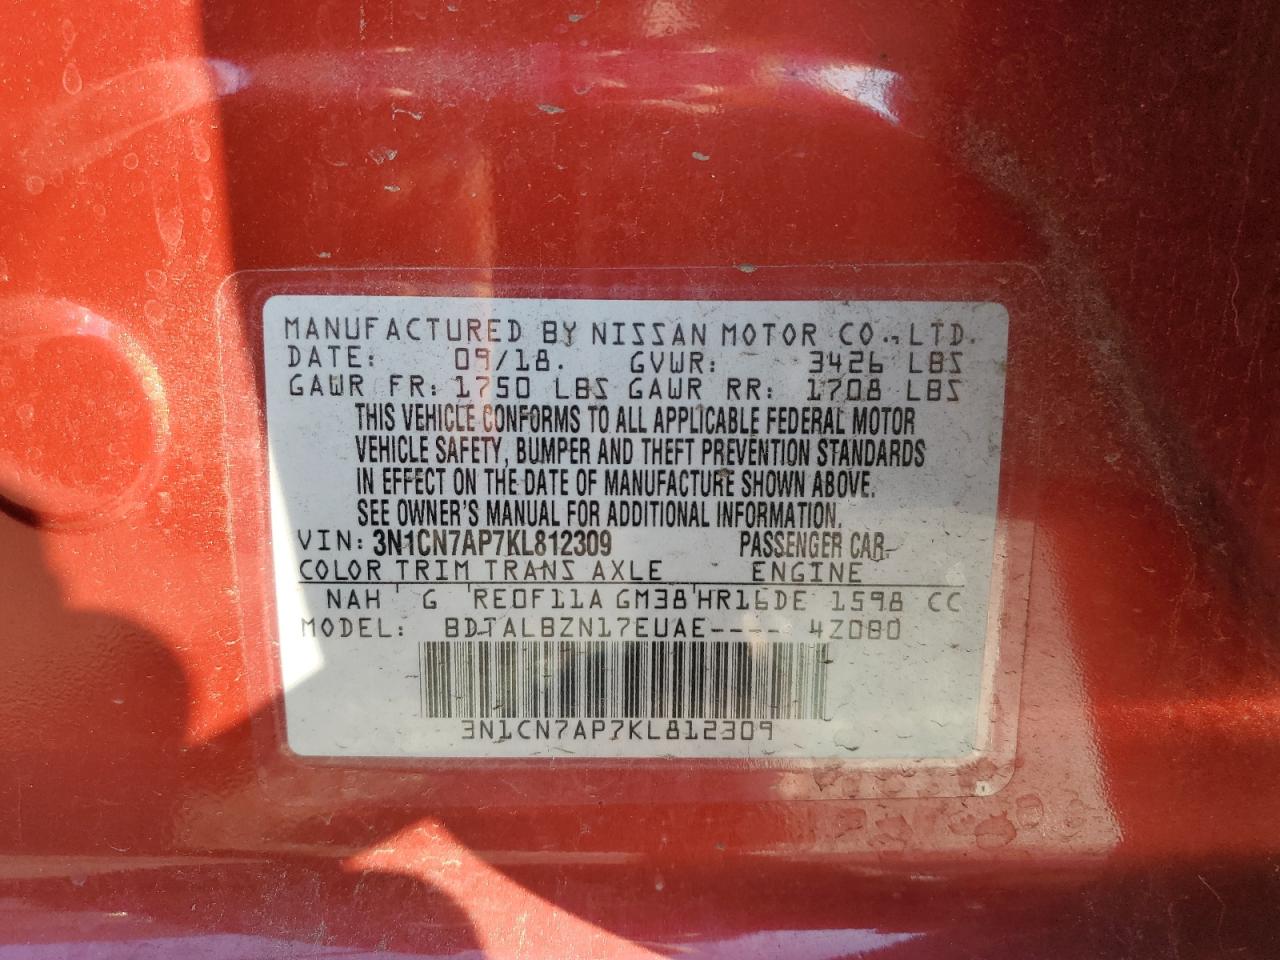 MANUFACTURED BY NISSAN MOTOR CO., LTD.
DATE: 09/18. GVWR: 3426 LBS
GAWR FR: 1750 LBS GAWR RR: 1708 LBS
THIS VEHICLE CONFORMS TO ALL APPLICABLE FEDERAL MOTOR
VEHICLE SAFETY, BUMPER AND THEFT PREVENTION STANDARDS
IN EFFECT ON THE DATE OF MANUFACTURE SHOWN ABOVE.
SEE OWNER'S MANUAL FOR ADDITIONAL INFORMATION.
VIN: 3N1CN7AP7KL812309 PASSENGER CAR
COLOR TRIM TRANS AXLE ENGINE
NAH G RE0F11A GM38 HR16DE 1598 CC
MODEL: BDTALBZN17EUAE---- 4Z080
3N1CN7AP7KL812309